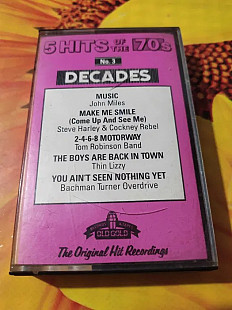 5 HITS OF THE '70s
No. 3
DECADES
MUSIC
John Miles
MAKE ME SMILE
(Come Up And See Me)
Steve Harley & Cockney Rebel
2-4-6-8 MOTORWAY
Tom Robinson Band
THE BOYS ARE BACK IN TOWN
Thin Lizzy
YOU AIN'T SEEN NOTHING YET
Bachman Turner Overdrive
OLD GOLD
The Original Hit Recordings